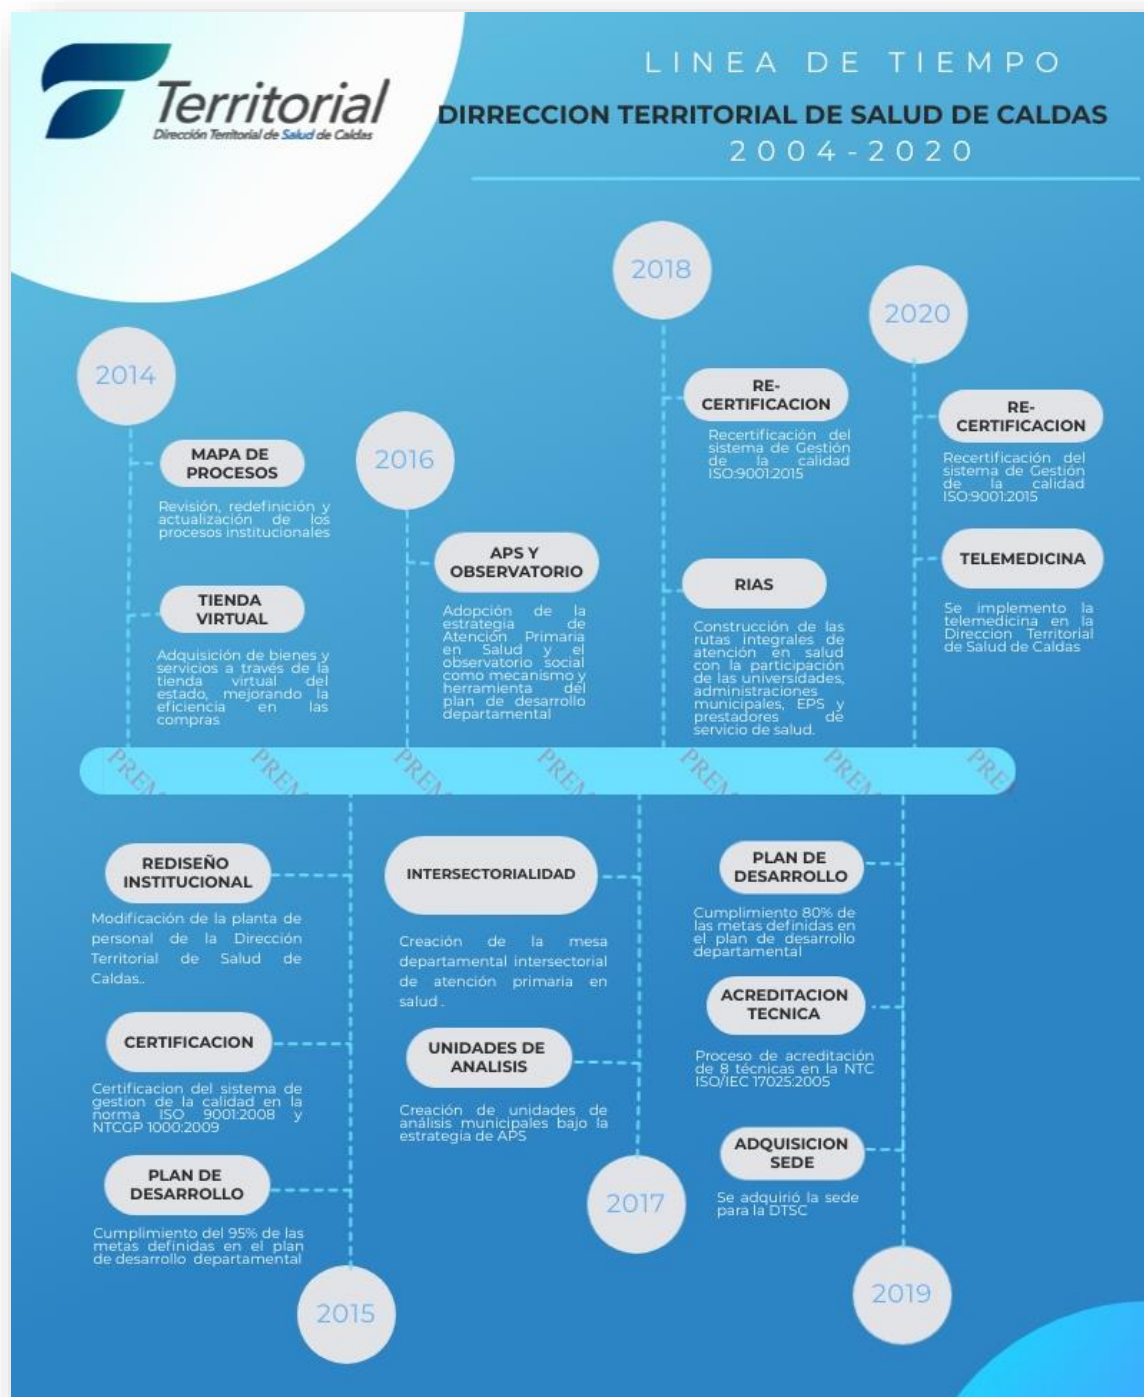 Territorial
Dirección Territorial de Salud de Caldas
LINEA DE TIEMPO
DIRRECCION TERRITORIAL DE SALUD DE CALDAS
2004-2020
2014
MAPA DE
PROCESOS
Revisión, redefinición y
actualización de los
procesos institucionales
TIENDA
VIRTUAL
Adquisición de bienes y
servicios a través de la
tienda virtual del
estado, mejorando la
eficiencia en las
compras
2016
APS Y
OBSERVATORIO
Adopción de la
estrategia de
Atención Primaria
en Salud y el
observatorio social
como mecanismo y
herramienta del
plan de desarrollo
departamental
2018
RE-
CERTIFICACION
Recertificación del
sistema de Gestión
de la calidad
ISO:9001:2015
RIAS
Construcción de las
rutas integrales de
atención en salud
con la participación
de las universidades,
administraciones
municipales, EPS y
prestadores de
servicio de salud.
2020
RE-
CERTIFICACION
Recertificación del
sistema de Gestión
de la calidad
ISO:9001:2015
TELEMEDICINA
Se implemento la
telemedicina en la
Direccion Territorial
de Salud de Caldas
PREM
PREM
PREM
PREM
PREM
PREM
PRE
REDISEÑO
INSTITUCIONAL
Modificación de la planta de
personal de la Dirección
Territorial de Salud de
Caldas..
CERTIFICACION
Certificacion del sistema de
gestion de la calidad en la
norma ISO 9001:2008 y
NTCGP 1000:2009
PLAN DE
DESARROLLO
Cumplimiento del 95% de las
metas definidas en el plan
de desarrollo departamental
2015
INTERSECTORIALIDAD
Creación de la mesa
departamental intersectorial
de atención primaria en
salud .
UNIDADES DE
ANALISIS
Creación de unidades de
análisis municipales bajo la
estrategia de APS
2017
PLAN DE
DESARROLLO
Cumplimiento 80% de
las metas definidas en
el plan de desarrollo
departamental
ACREDITACION
TECNICA
Proceso de acreditación
de 8 técnicas en la NTC
ISO/IEC 17025:2005
ADQUISICION
SEDE
Se adquirió la sede
para la DTSC
2019